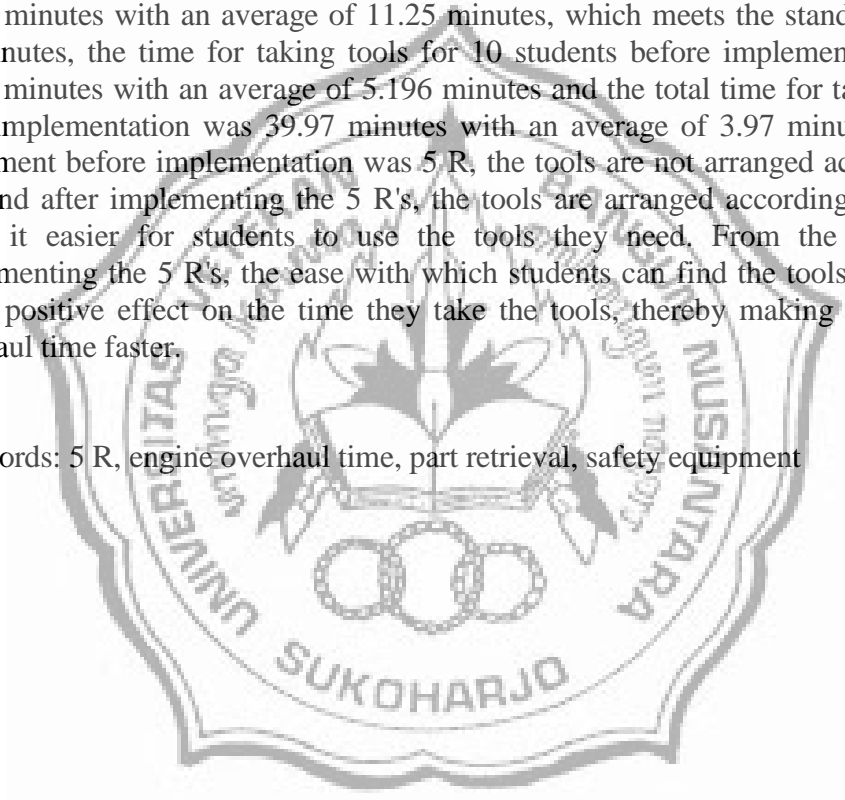 minutes with an average of 11.25 minutes, which meets the stand
nutes, the time for taking tools for 10 students before implemen
minutes with an average of 5.196 minutes and the total time for ta
implementation was 39.97 minutes with an average of 3.97 minu
ment before implementation was 5 R, the tools are not arranged ac
nd after implementing the 5 R's, the tools are arranged according
it easier for students to use the tools they need. From the
menting the 5 R's, the ease with which students can find the tools
positive effect on the time they take the tools, thereby making
aul time faster.
ords: 5 R, engine overhaul time, part retrieval, safety equipment
UNIVERSITAS VETERAN BANGUN NUSANTARA
SUKOHARJO